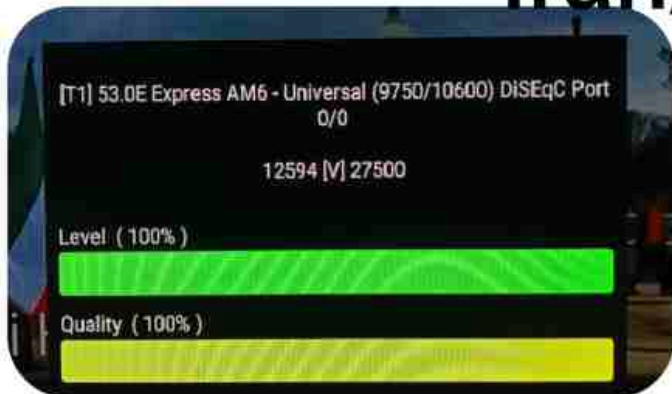 [T1] 53.0E Express AM6 - Universal (9750/10600) DiSEqC Port
0/0
12594 [V] 27500
Level ( 100% )
Quality ( 100% )